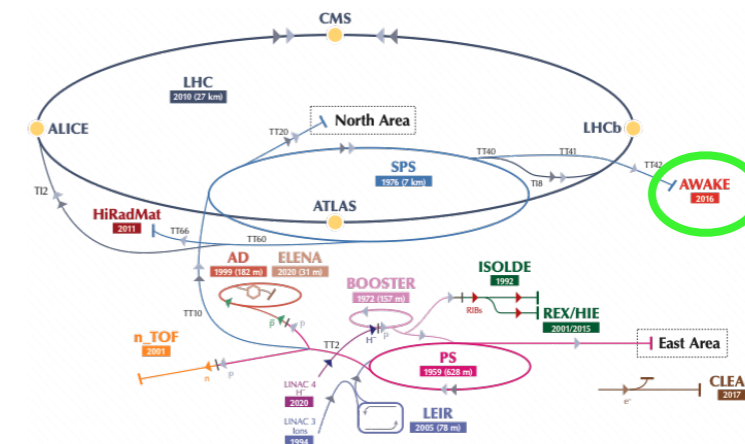 CMS
LHC
2010 (27 km)
North Area
ALICE
LHCb
TT20
TT40
TT41
SPS
1976 (7 km)
TI2
TI8
TT42
AWAKE
2016
HiRadMat
2011
ATLAS
TT66
TT60
AD
1999 (182 m)
ELENA
2020 (31 m)
ISOLDE
1992
BOOSTER
1972 (157 m)
RIBs
REX/HIE
2001/2015
p
p
H-
p
TT10
n_TOF
2001
TT2
East Area
PS
1959 (628 m)
n
p
LINAC 4
H-
2020
CLEA
2017
e-
LEIR
2005 (78 m)
LINAC 3
Ions
1994